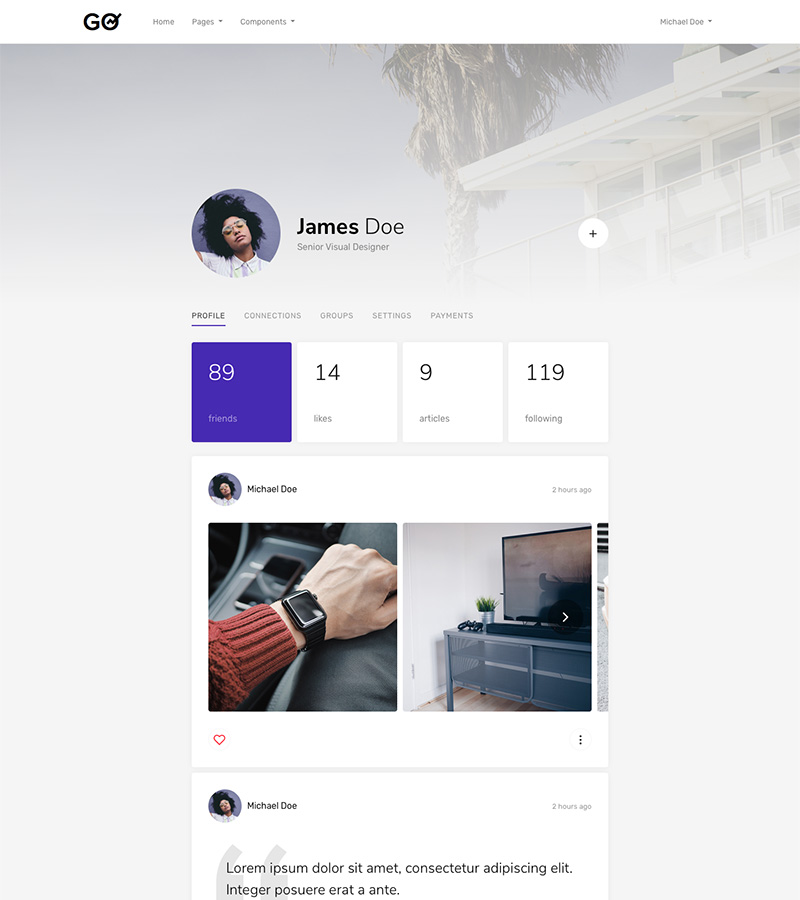 GO
Home Pages Components Michael Doe
James Doe
Senior Visual Designer
+
PROFILE CONNECTIONS GROUPS SETTINGS PAYMENTS
89 14 9 119
friends likes articles following
Michael Doe 2 hours ago
Michael Doe 2 hours ago
“
Lorem ipsum dolor sit amet, consectetur adipiscing elit.
Integer posuere erat a ante.